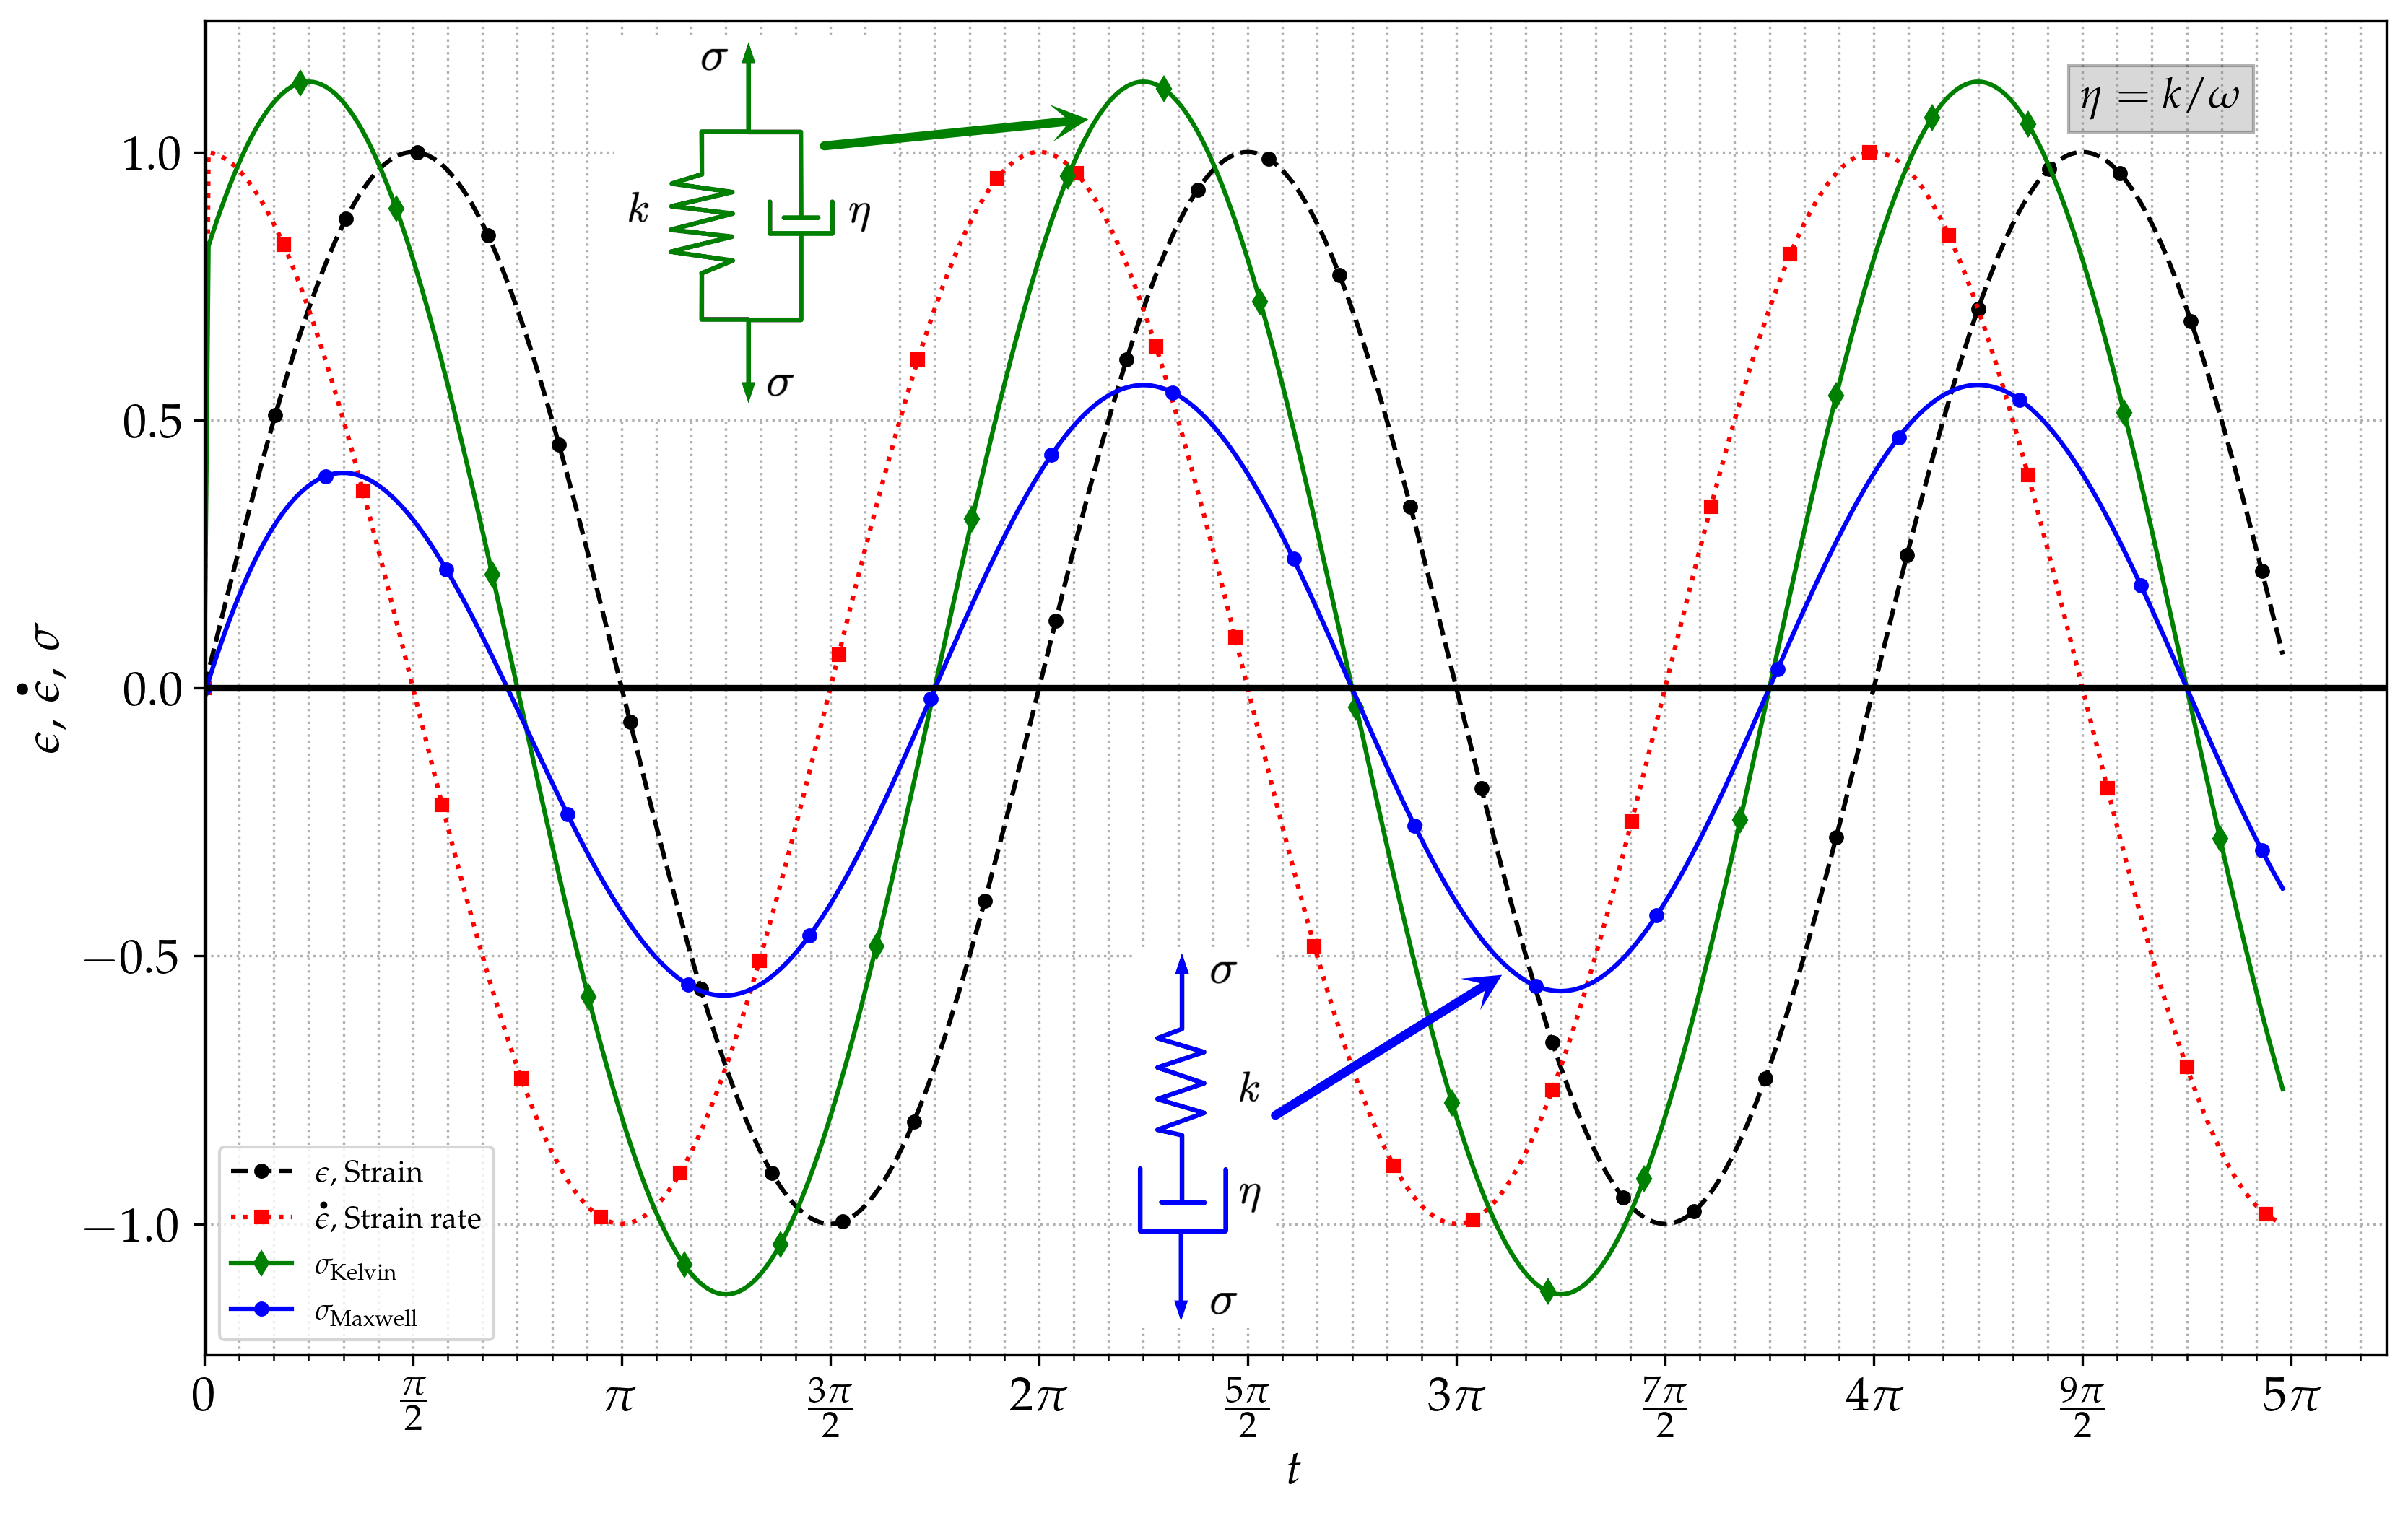 σ
η = k/ω
1.0
k
η
σ
0.5
ϵ, ϵ̇, σ
0.0
−0.5
σ
k
η
σ
−1.0
ϵ, Strain
ϵ̇, Strain rate
σKelvin
σMaxwell
0 π/2 π 3π/2 2π 5π/2 3π 7π/2 4π 9π/2 5π
t